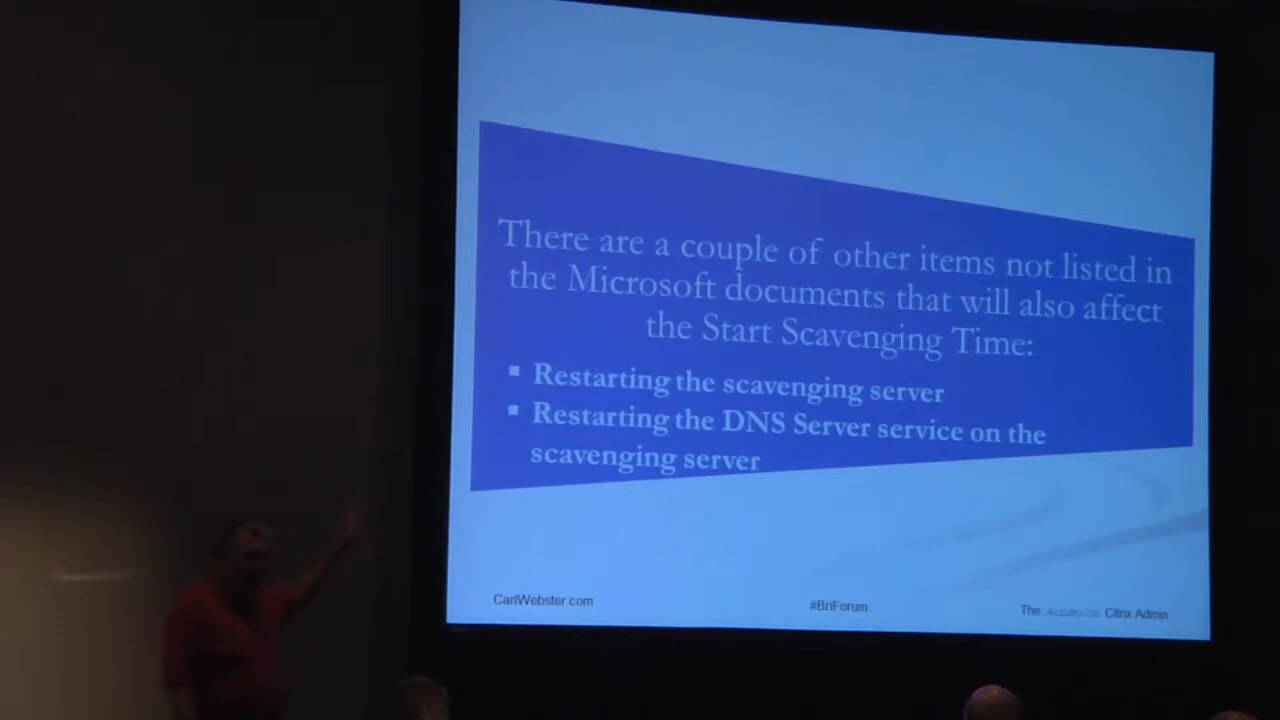 There are a couple of other items not listed in
the Microsoft documents that will also affect
the Start Scavenging Time:
▪ Restarting the scavenging server
▪ Restarting the DNS Server service on the
scavenging server
CarlWebster.com
#BriForum
The Accidental Citrix Admin